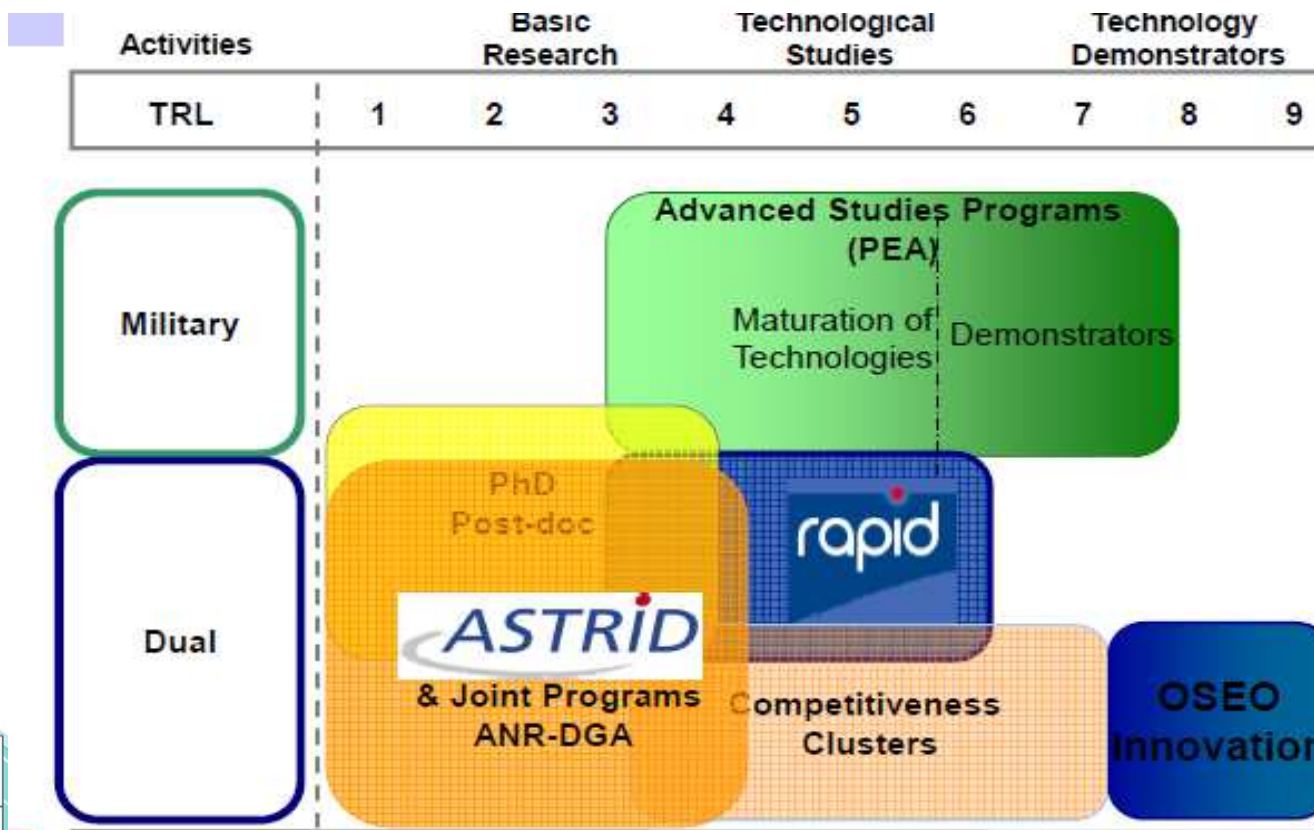 Activities
Basic
Research
Technological
Studies
Technology
Demonstrators
TRL 1 2 3 4 5 6 7 8 9
Advanced Studies Programs
(PEA)
Military
Maturation of
Technologies
Demonstrators
PhD
Post-doc
rapid
Dual
ASTRiD
& Joint Programs
ANR-DGA
Competitiveness
Clusters
OSEO
Innovation